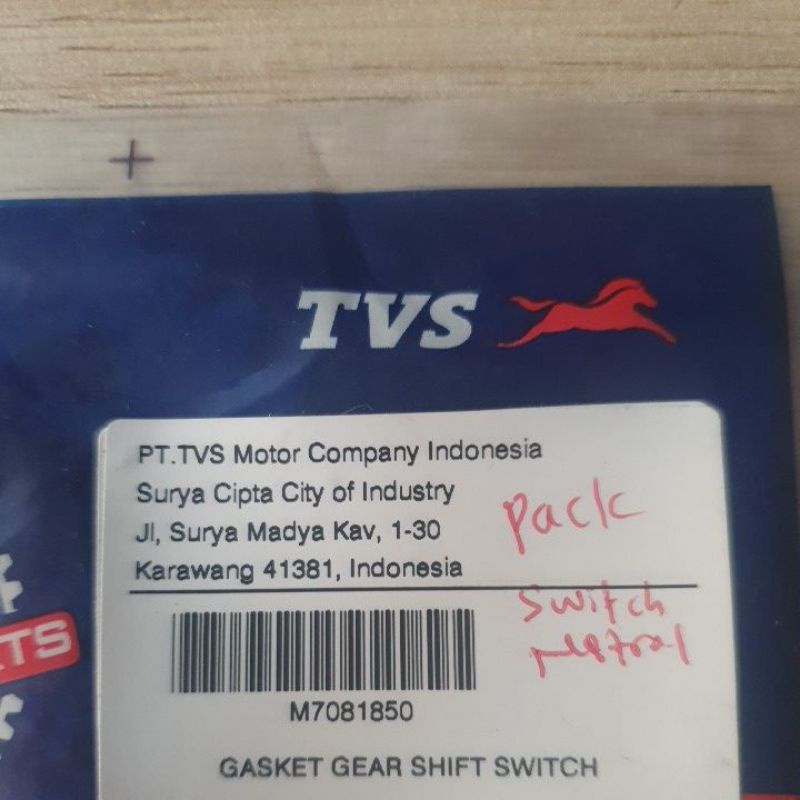 TVS
PT.TVS Motor Company Indonesia
Surya Cipta City of Industry
Jl, Surya Madya Kav, 1-30
Karawang 41381, Indonesia
pack
switch
M7081850
GASKET GEAR SHIFT SWITCH